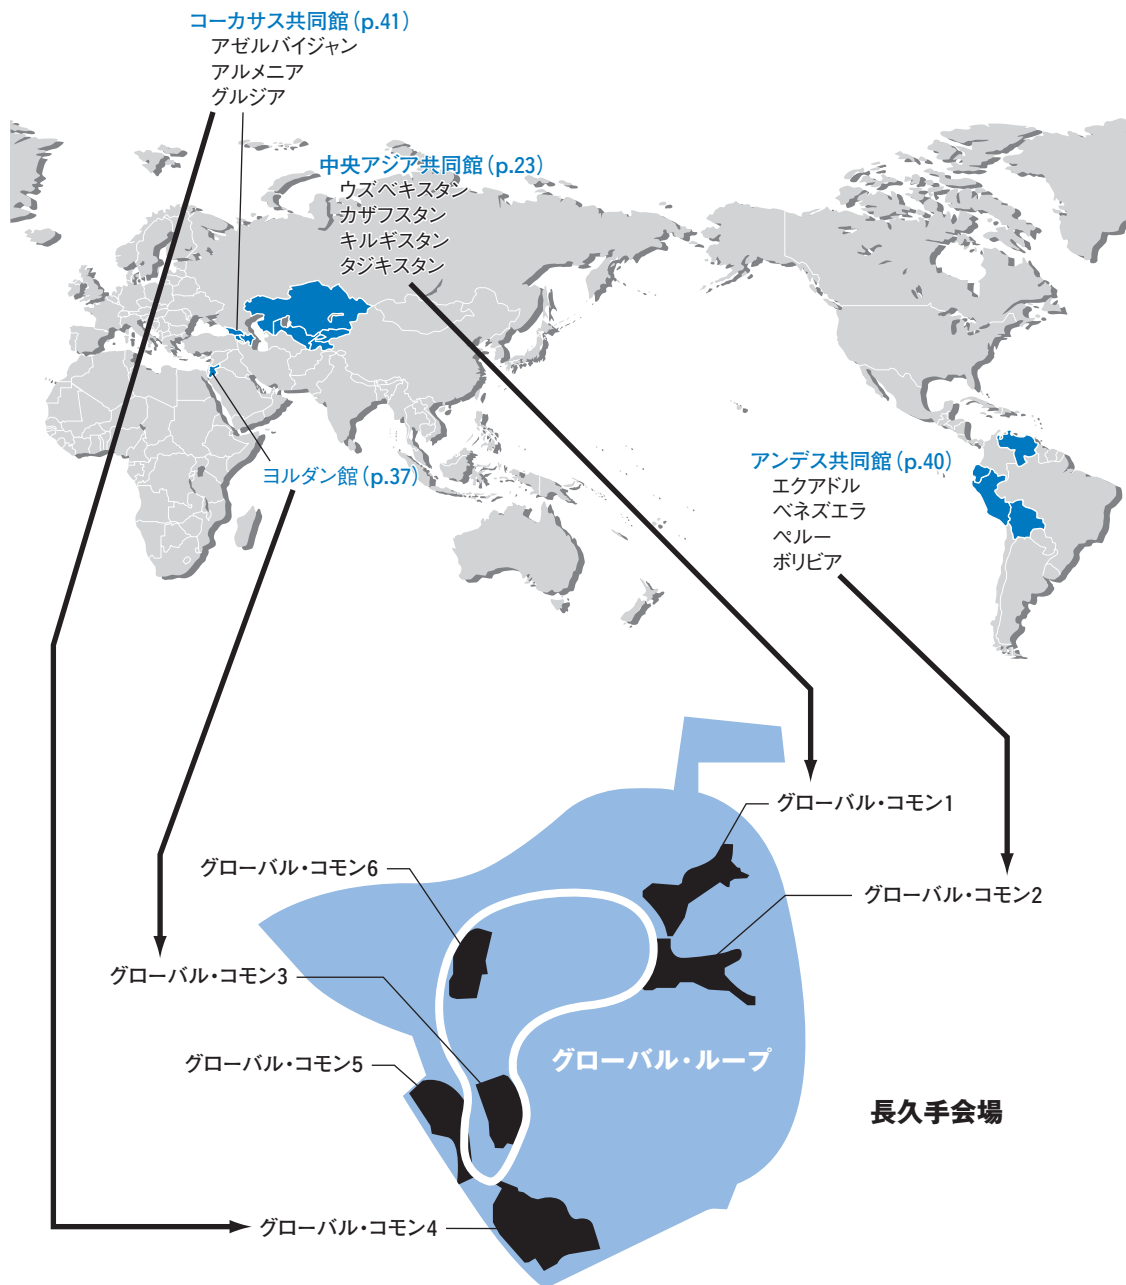 コーカサス共同館（p.41）
アゼルバイジャン
アルメニア
グルジア
中央アジア共同館（p.23）
ウズベキスタン
カザフスタン
キルギスタン
タジキスタン
ヨルダン館（p.37）
アンデス共同館（p.40）
エクアドル
ベネズエラ
ペルー
ボリビア
グローバル・コモン1
グローバル・コモン6
グローバル・コモン2
グローバル・コモン3
グローバル・ループ
グローバル・コモン5
長久手会場
グローバル・コモン4